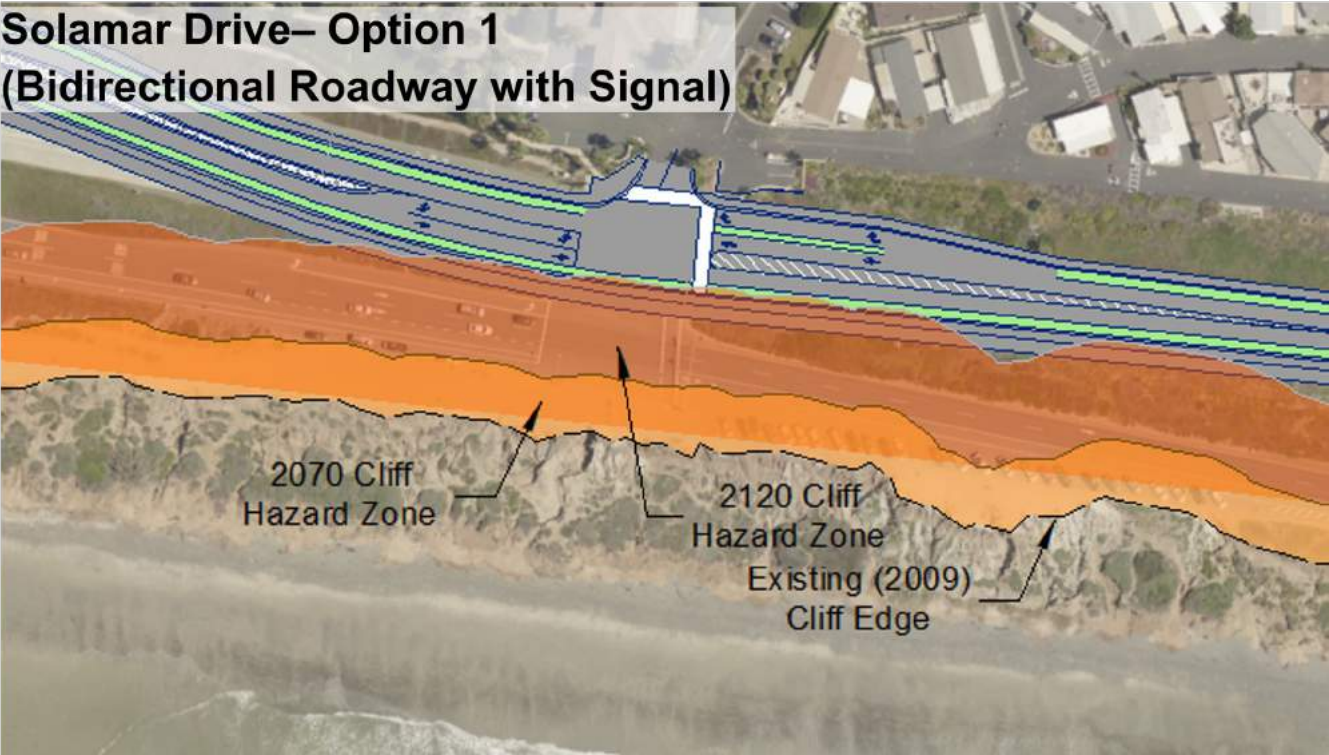 Solamar Drive– Option 1
(Bidirectional Roadway with Signal)
2070 Cliff
Hazard Zone
2120 Cliff
Hazard Zone
Existing (2009)
Cliff Edge